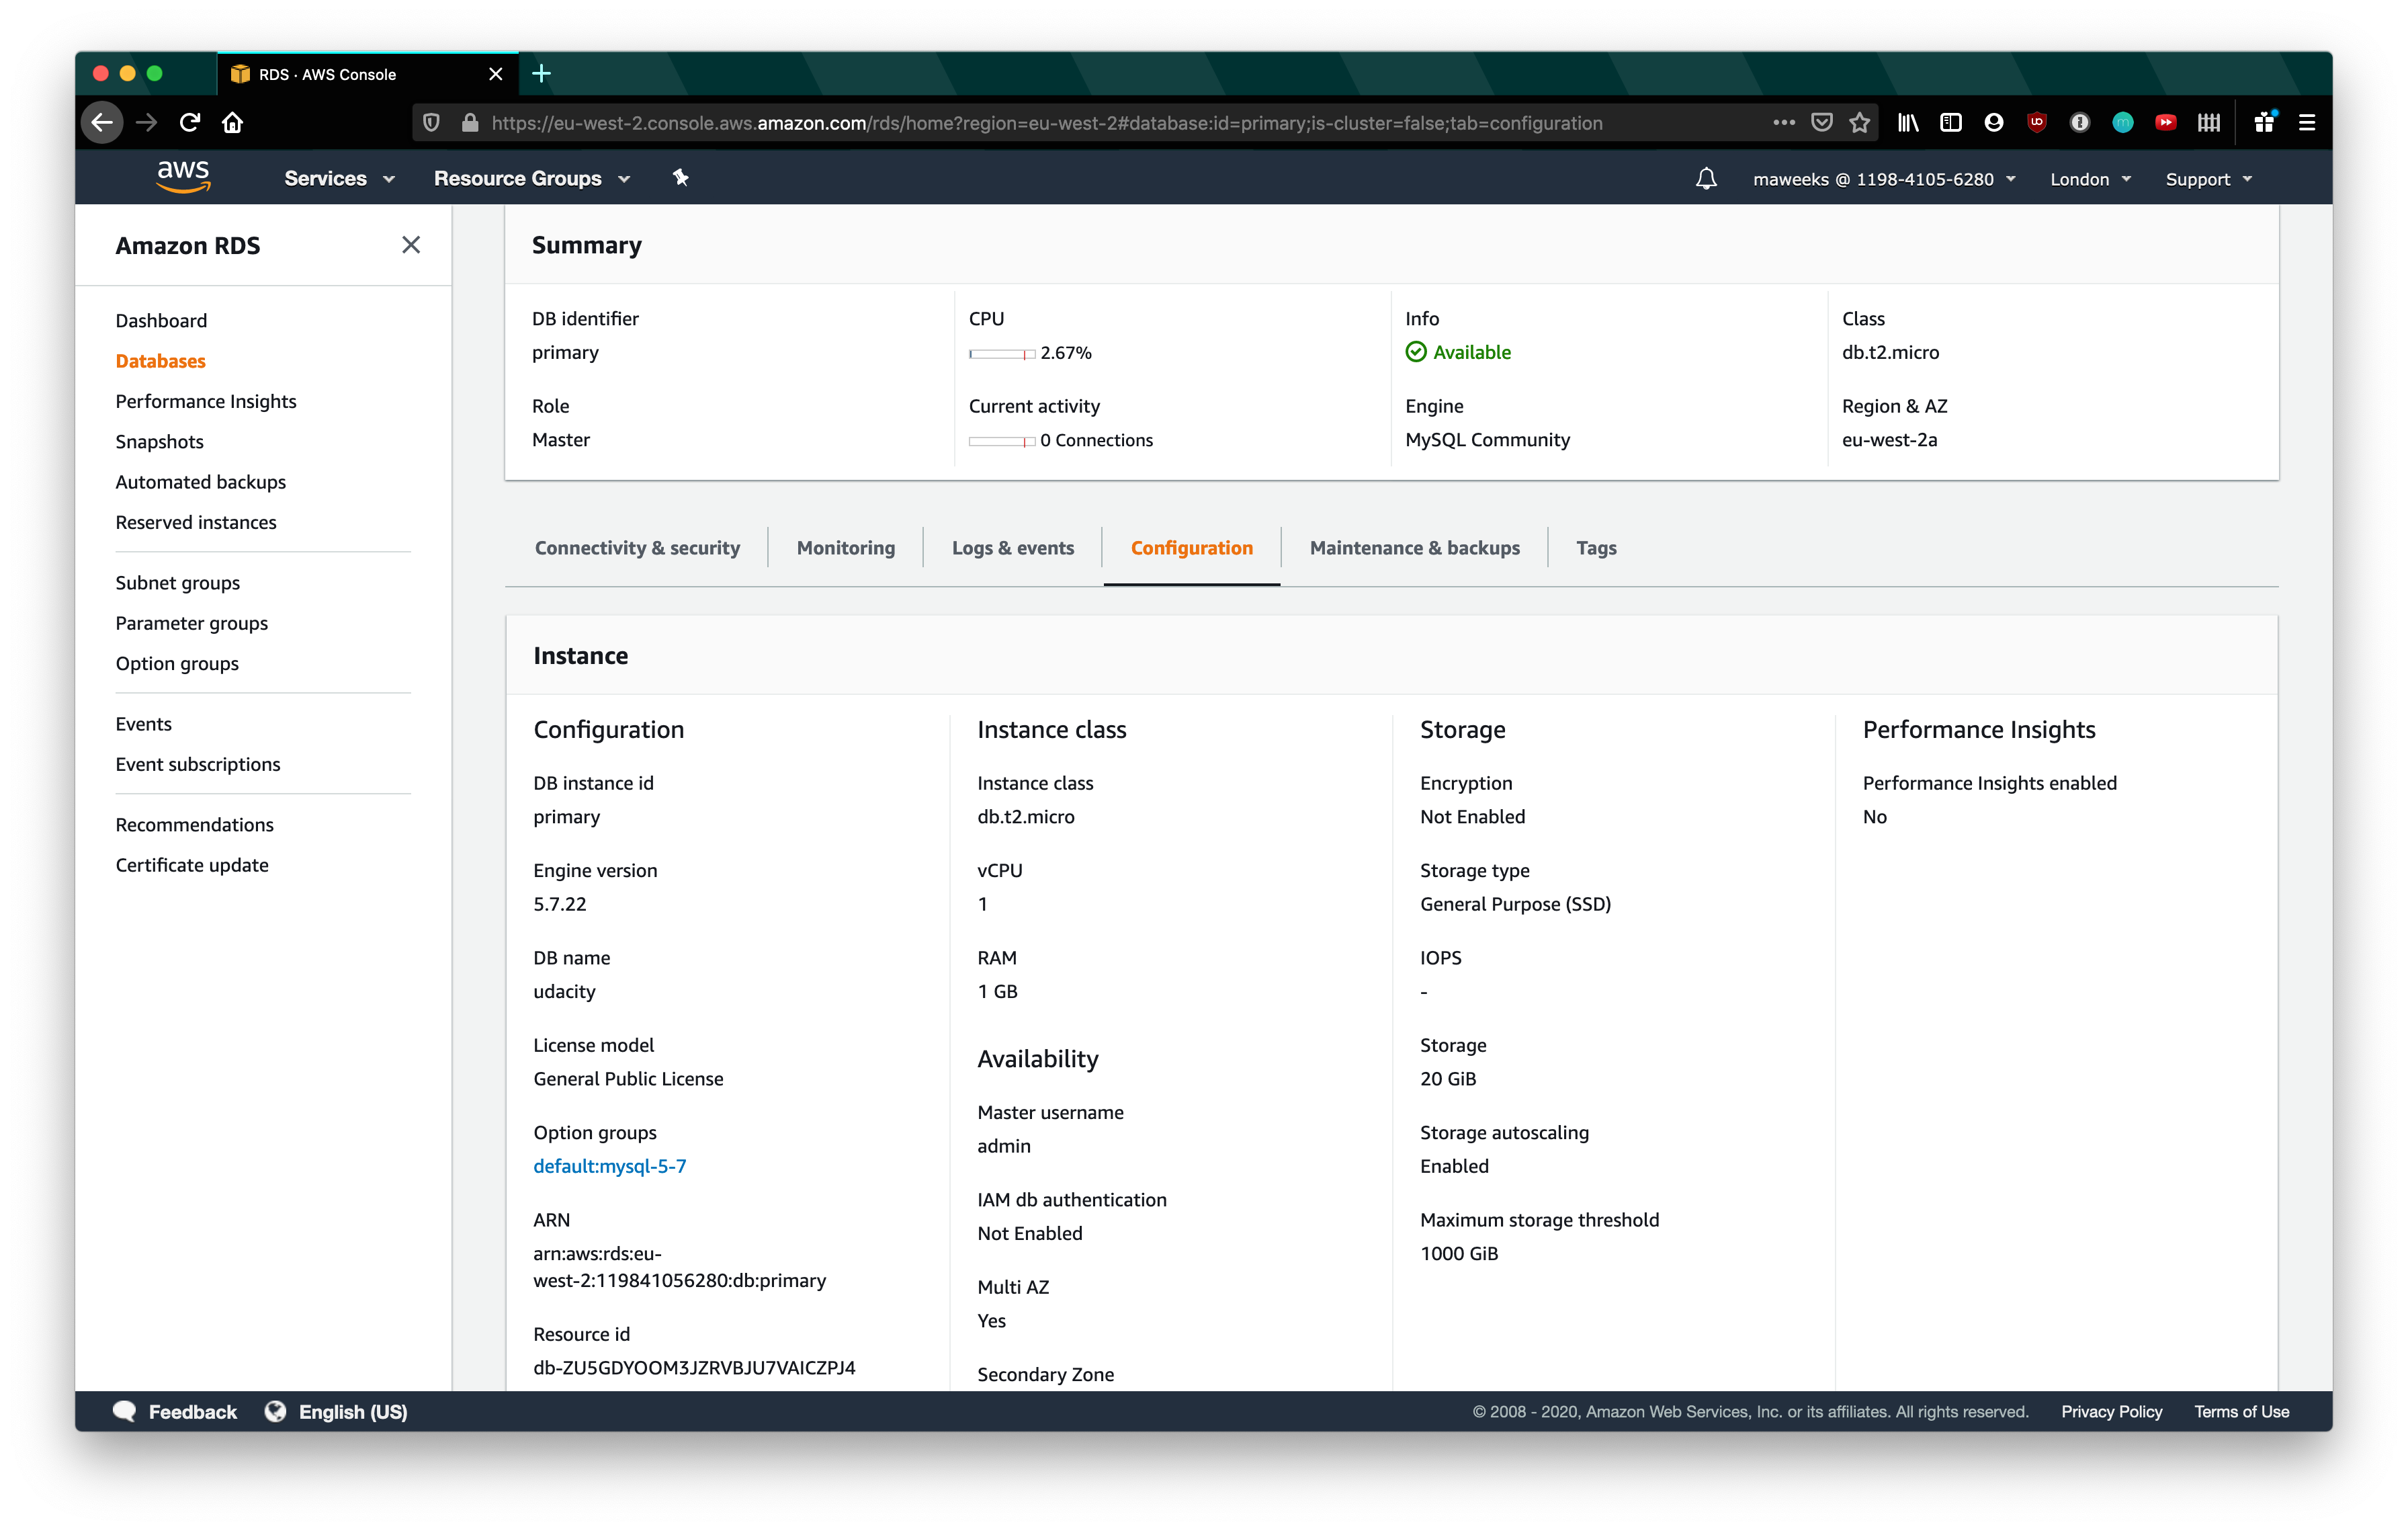 RDS · AWS Console
https://eu-west-2.console.aws.amazon.com/rds/home?region=eu-west-2#database:id=primary;is-cluster=false;tab=configuration
aws
Services
Resource Groups
maweeks @ 1198-4105-6280
London
Support
Amazon RDS
Dashboard
Databases
Performance Insights
Snapshots
Automated backups
Reserved instances
Subnet groups
Parameter groups
Option groups
Events
Event subscriptions
Recommendations
Certificate update
Summary
DB identifier
primary
CPU
2.67%
Info
Available
Class
db.t2.micro
Role
Master
Current activity
0 Connections
Engine
MySQL Community
Region & AZ
eu-west-2a
Connectivity & security
Monitoring
Logs & events
Configuration
Maintenance & backups
Tags
Instance
Configuration
DB instance id
primary
Engine version
5.7.22
DB name
udacity
License model
General Public License
Option groups
default:mysql-5-7
ARN
arn:aws:rds:eu-
west-2:119841056280:db:primary
Resource id
db-ZU5GDYOOM3JZRVBJU7VAICZPJ4
Instance class
Instance class
db.t2.micro
vCPU
1
RAM
1 GB
Availability
Master username
admin
IAM db authentication
Not Enabled
Multi AZ
Yes
Secondary Zone
Storage
Encryption
Not Enabled
Storage type
General Purpose (SSD)
IOPS
-
Storage
20 GiB
Storage autoscaling
Enabled
Maximum storage threshold
1000 GiB
Performance Insights
Performance Insights enabled
No
Feedback
English (US)
© 2008 - 2020, Amazon Web Services, Inc. or its affiliates. All rights reserved.
Privacy Policy
Terms of Use